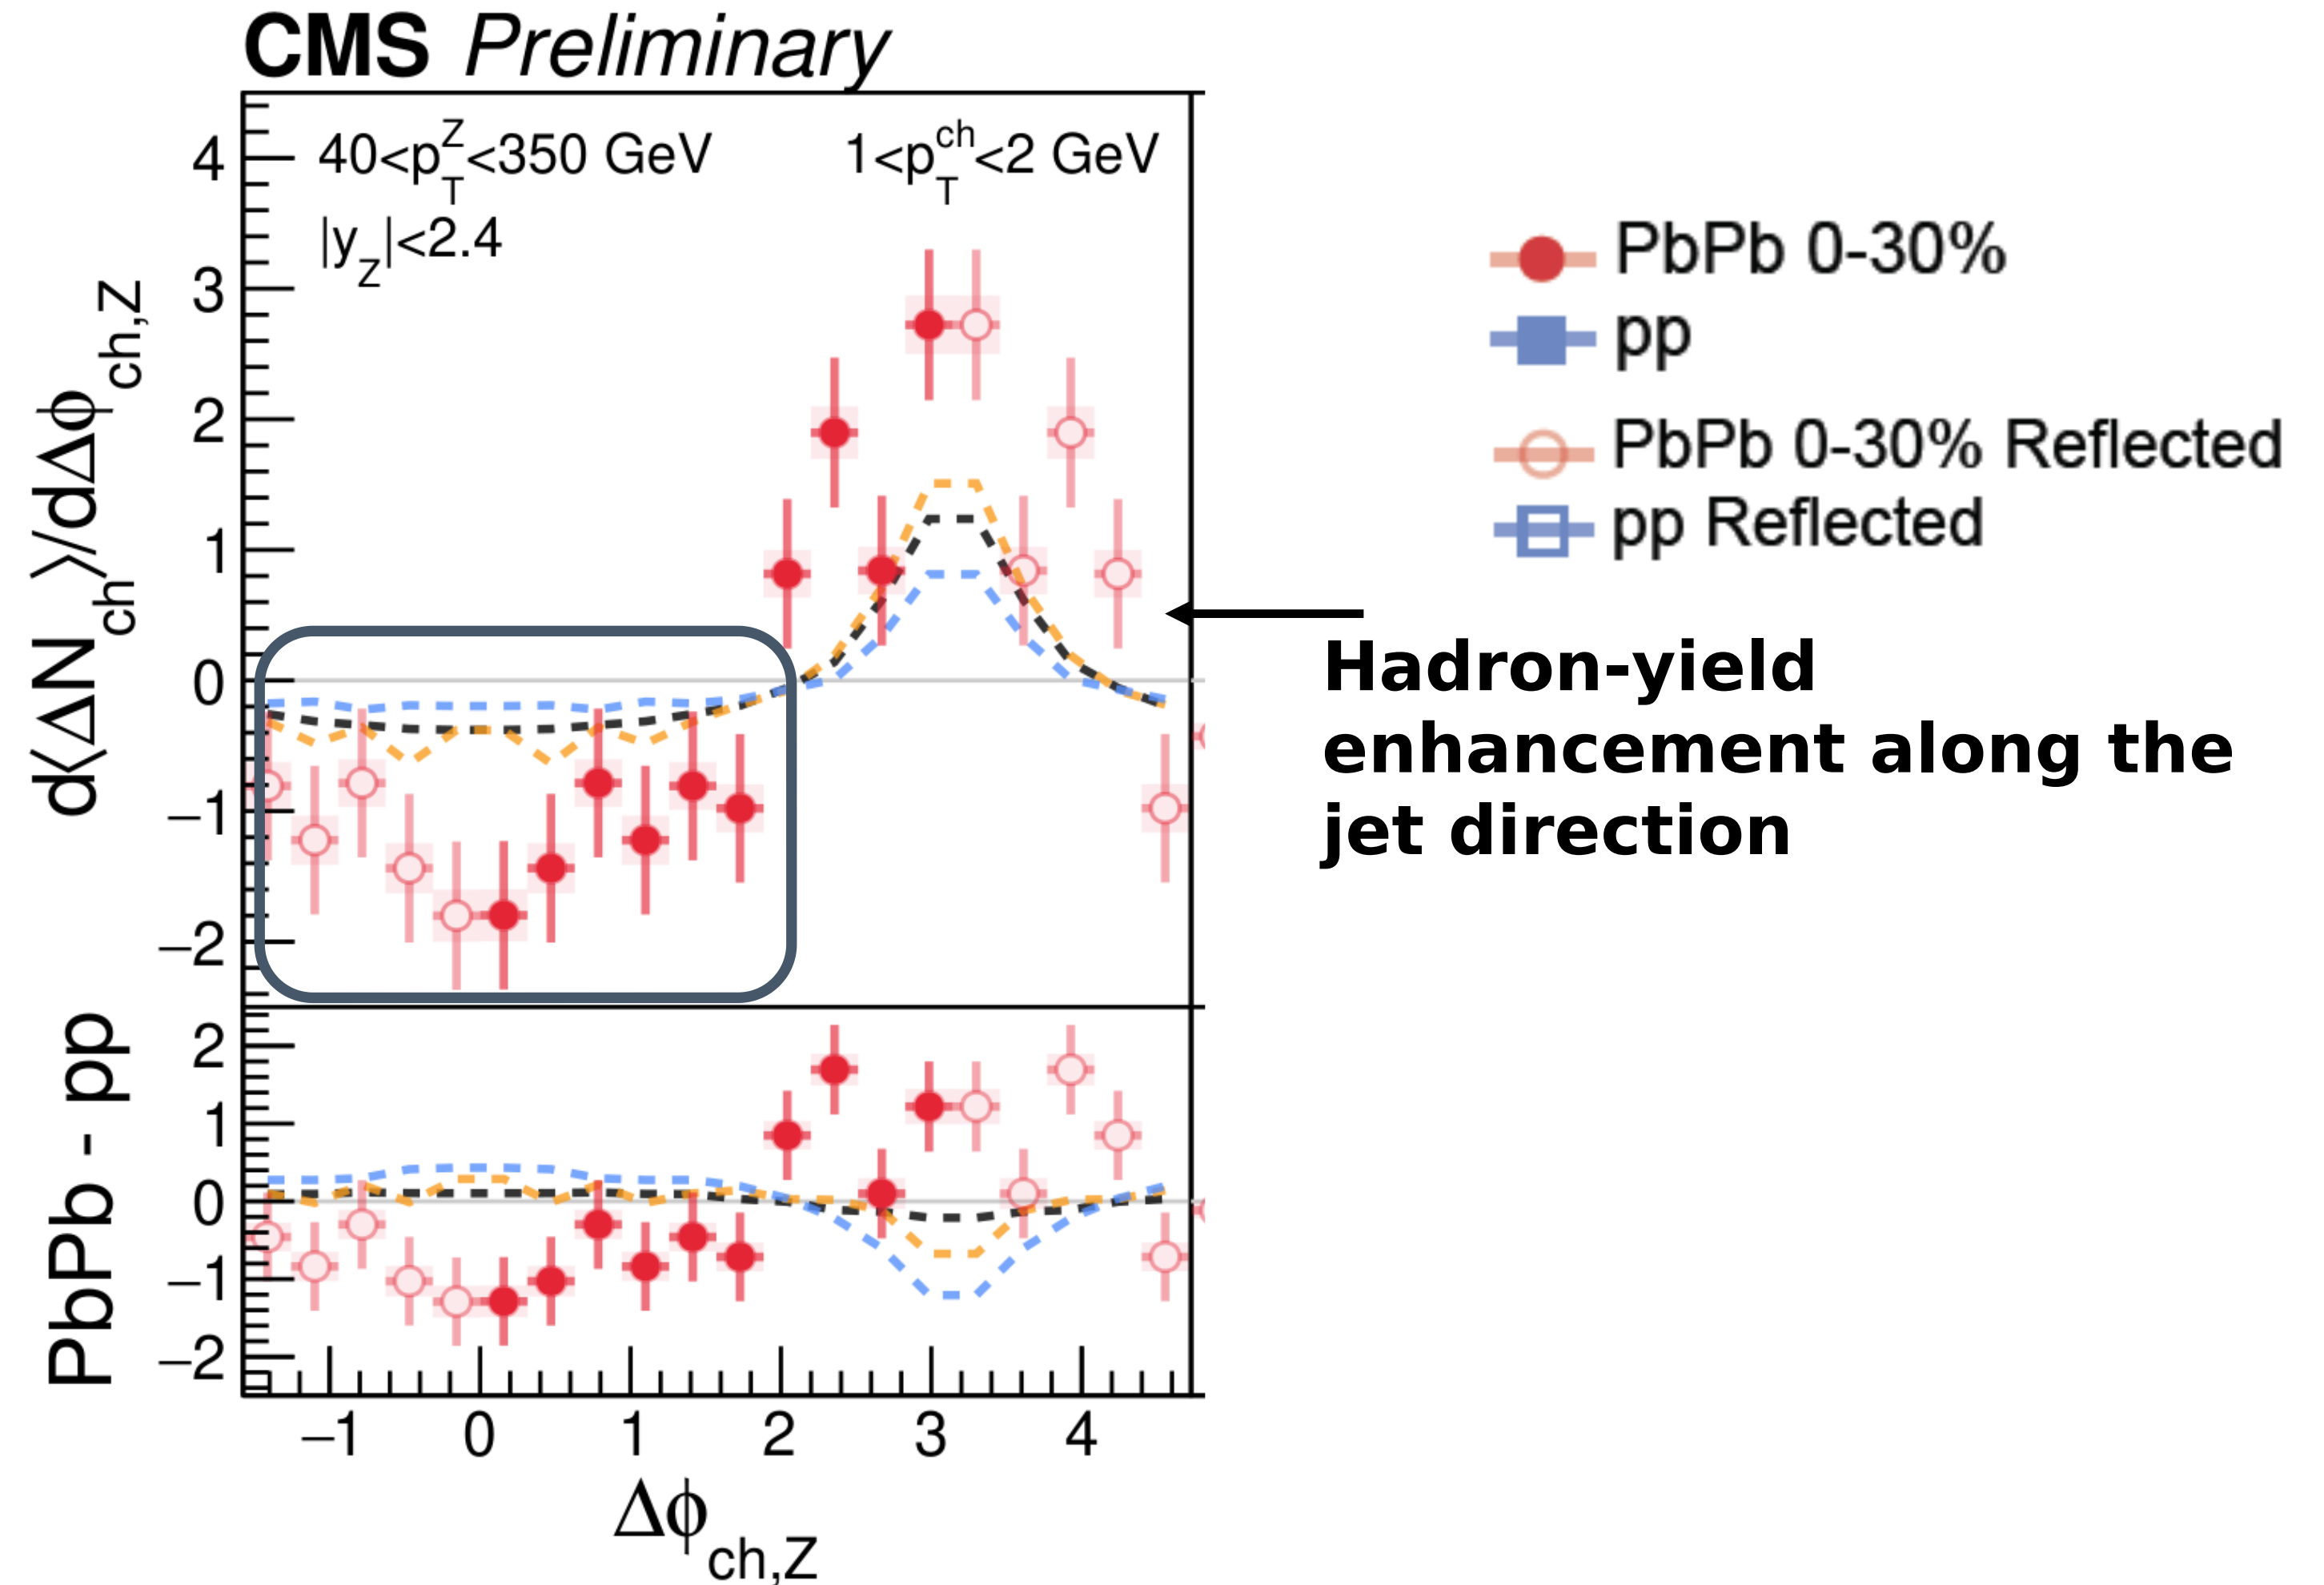 CMS Preliminary
40<p_T^Z<350 GeV
1<p_T^ch<2 GeV
|y_Z|<2.4
d⟨ΔN_ch⟩/dΔϕ_ch,Z
4
3
2
1
0
−1
−2
PbPb 0-30%
pp
PbPb 0-30% Reflected
pp Reflected
Hadron-yield
enhancement along the
jet direction
PbPb - pp
2
1
0
−1
−2
−1 0 1 2 3 4
Δϕ_ch,Z